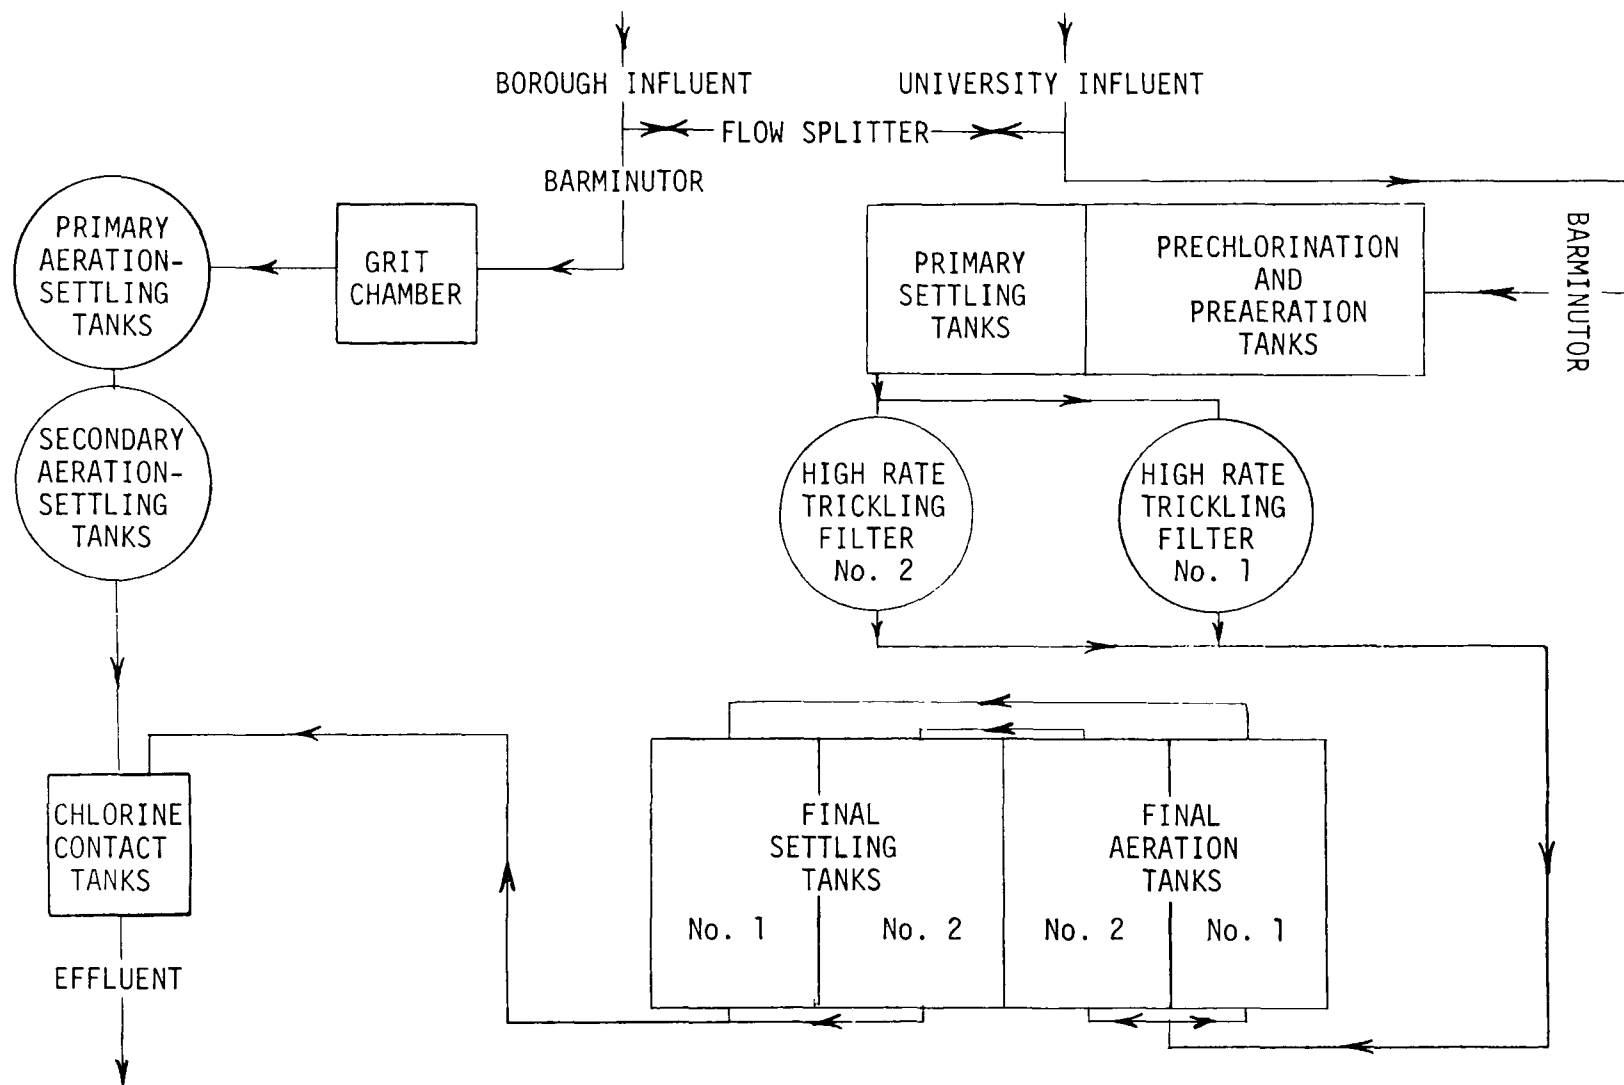 BOROUGH INFLUENT
UNIVERSITY INFLUENT
FLOW SPLITTER
BARMINUTOR
PRIMARY
AERATION-
SETTLING
TANKS
GRIT
CHAMBER
PRIMARY
SETTLING
TANKS
PRECHLORINATION
AND
PREAERATION
TANKS
BARMINUTOR
SECONDARY
AERATION-
SETTLING
TANKS
HIGH RATE
TRICKLING
FILTER
No. 2
HIGH RATE
TRICKLING
FILTER
No. 1
CHLORINE
CONTACT
TANKS
FINAL
SETTLING
TANKS
No. 1
No. 2
FINAL
AERATION
TANKS
No. 2
No. 1
EFFLUENT